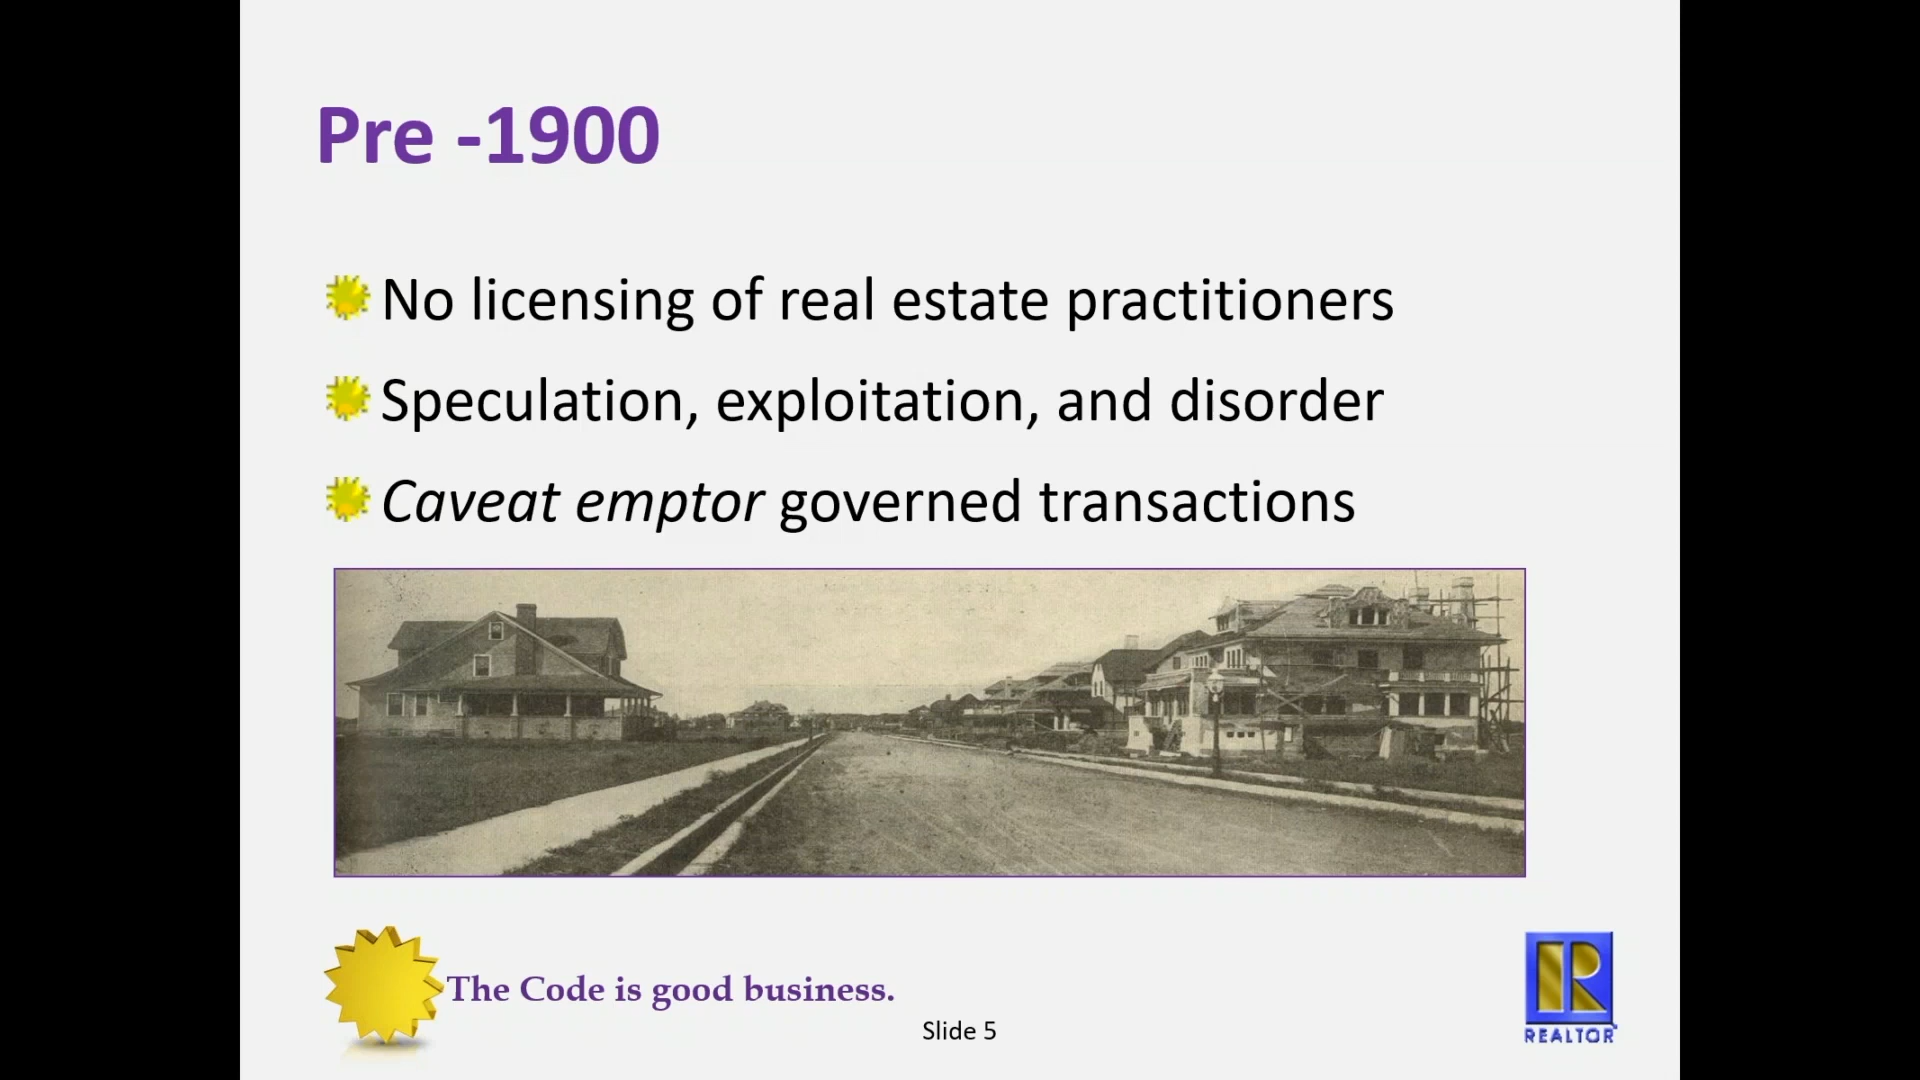 Pre -1900
No licensing of real estate practitioners
Speculation, exploitation, and disorder
Caveat emptor governed transactions
The Code is good business.
Slide 5
R
REALTOR